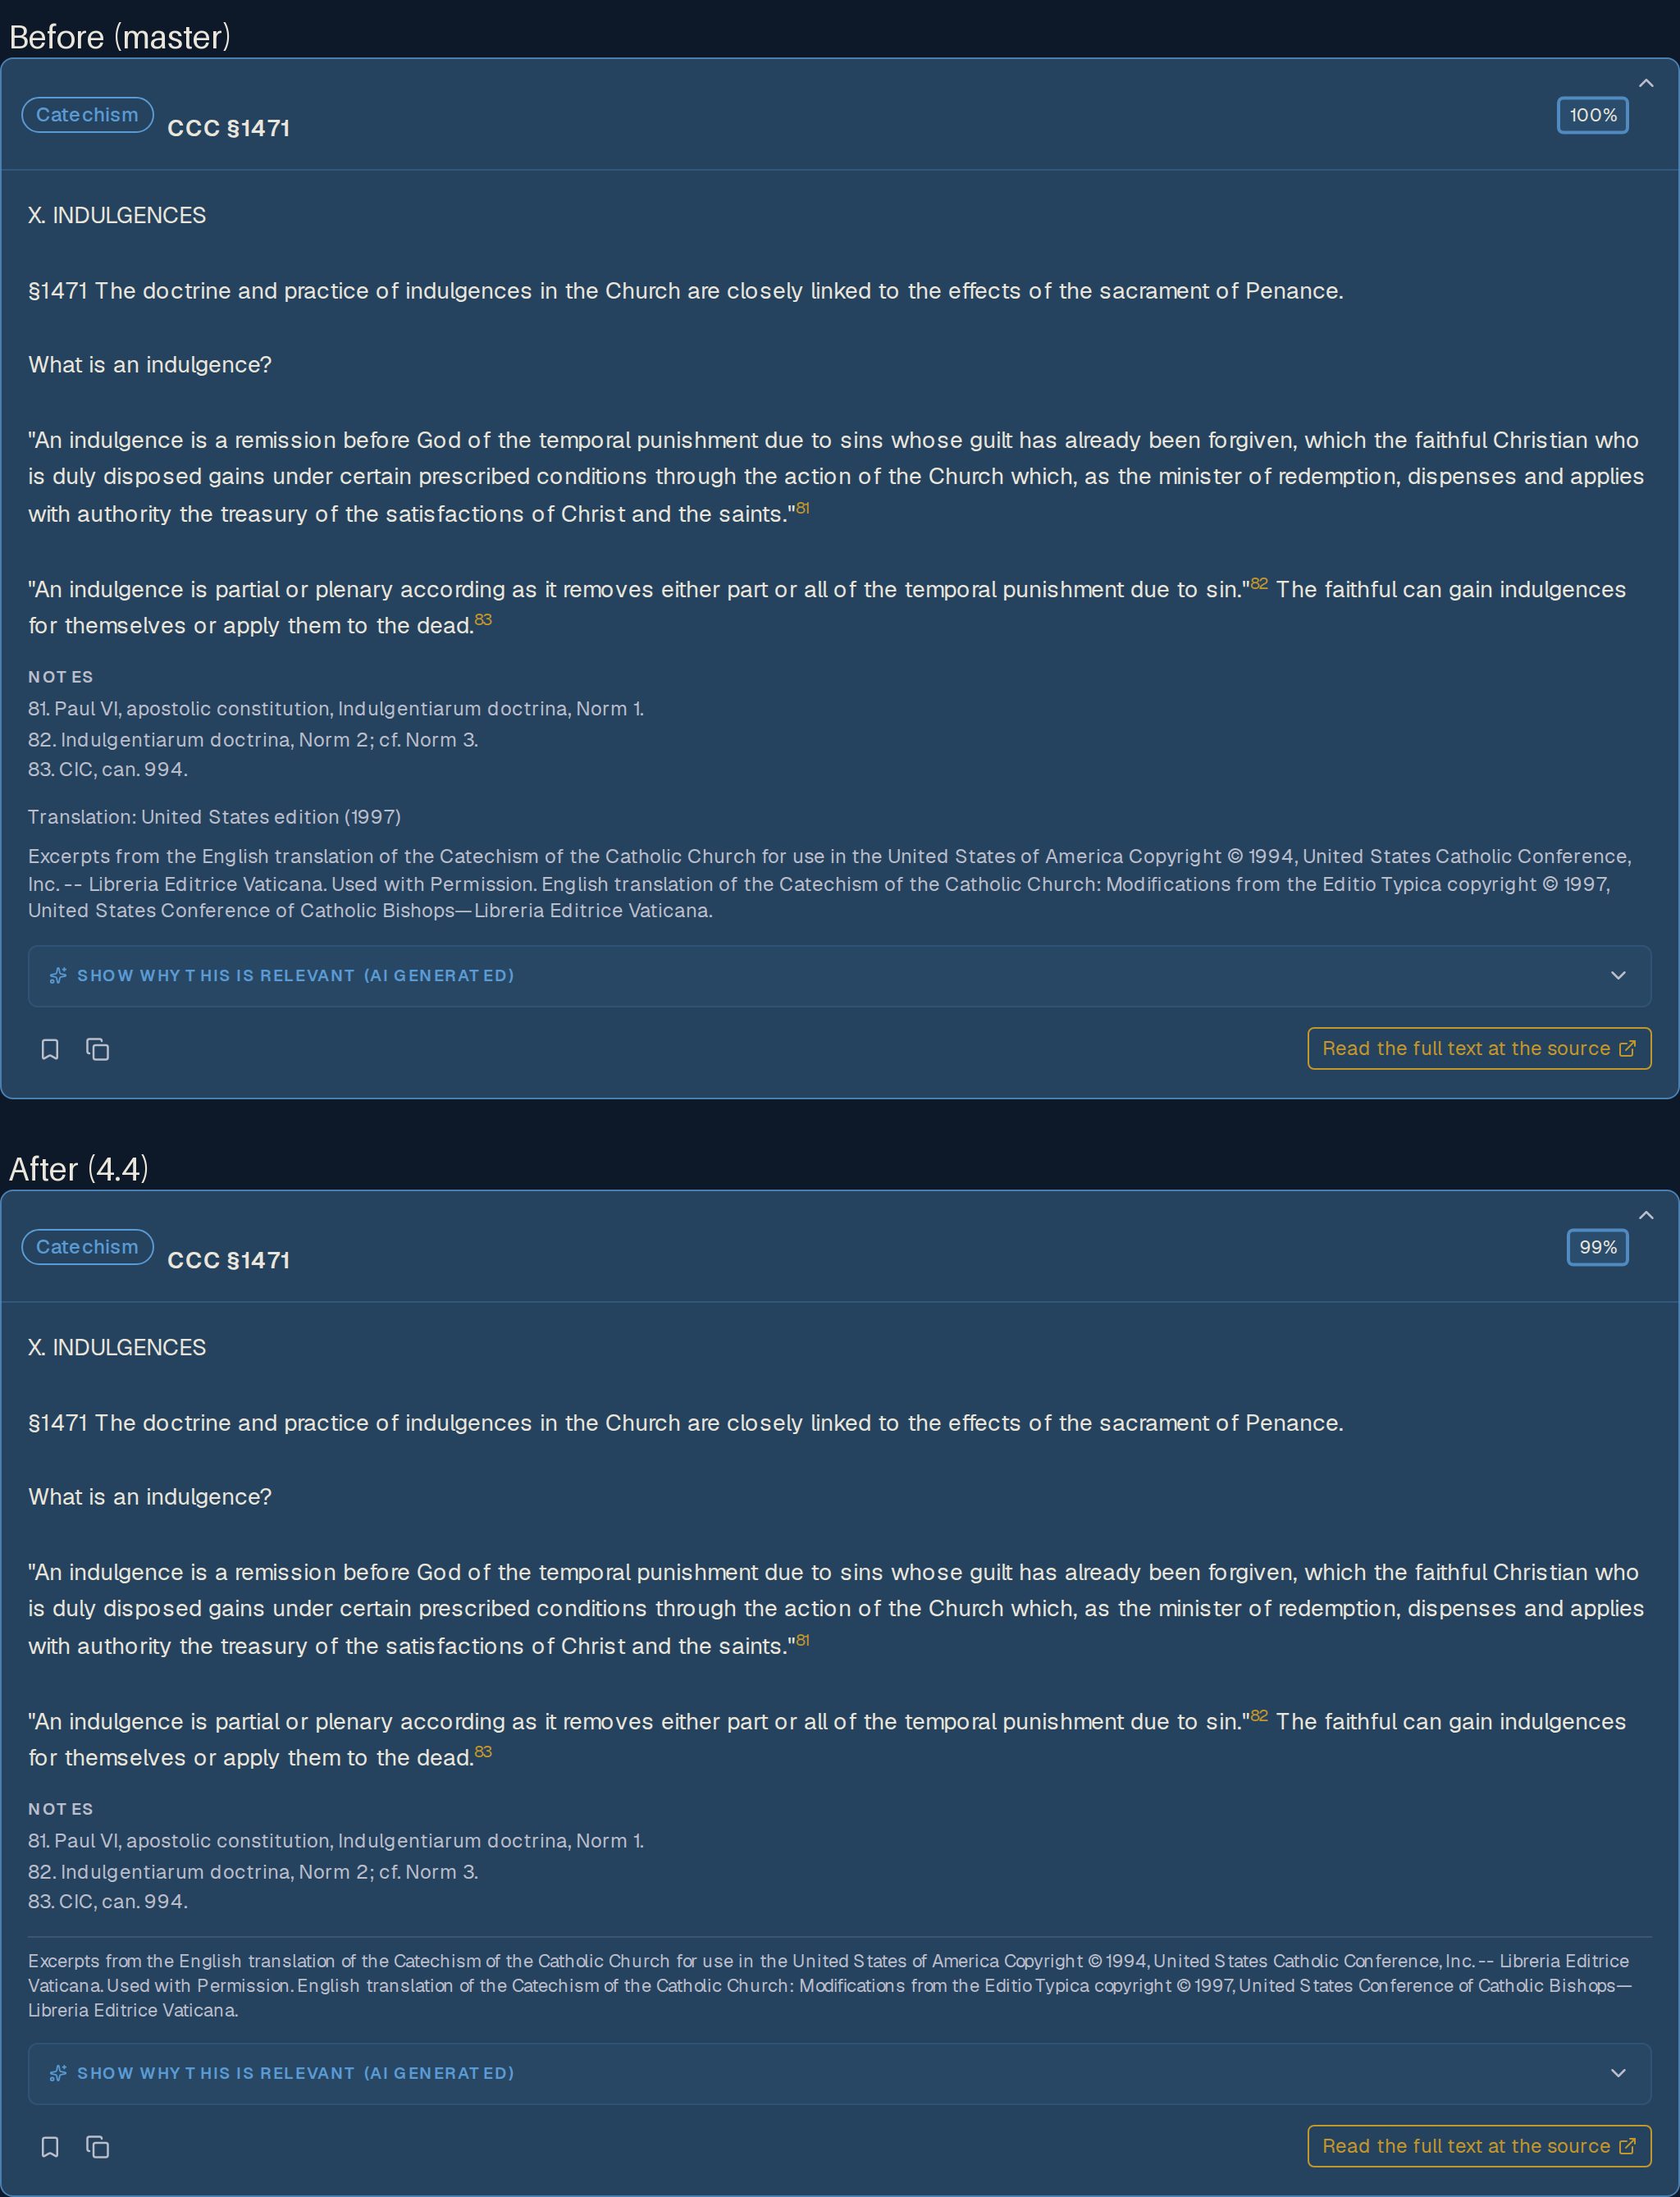 Before (master)
Catechism
CCC §1471
100%
X. INDULGENCES
§1471 The doctrine and practice of indulgences in the Church are closely linked to the effects of the sacrament of Penance.
What is an indulgence?
"An indulgence is a remission before God of the temporal punishment due to sins whose guilt has already been forgiven, which the faithful Christian who
is duly disposed gains under certain prescribed conditions through the action of the Church which, as the minister of redemption, dispenses and applies
with authority the treasury of the satisfactions of Christ and the saints."81
"An indulgence is partial or plenary according as it removes either part or all of the temporal punishment due to sin."82 The faithful can gain indulgences
for themselves or apply them to the dead.83
NOTES
81. Paul VI, apostolic constitution, Indulgentiarum doctrina, Norm 1.
82. Indulgentiarum doctrina, Norm 2; cf. Norm 3.
83. CIC, can. 994.
Translation: United States edition (1997)
Excerpts from the English translation of the Catechism of the Catholic Church for use in the United States of America Copyright © 1994, United States Catholic Conference,
Inc. -- Libreria Editrice Vaticana. Used with Permission. English translation of the Catechism of the Catholic Church: Modifications from the Editio Typica copyright © 1997,
United States Conference of Catholic Bishops—Libreria Editrice Vaticana.
SHOW WHY THIS IS RELEVANT (AI GENERATED)
Read the full text at the source
After (4.4)
Catechism
CCC §1471
99%
X. INDULGENCES
§1471 The doctrine and practice of indulgences in the Church are closely linked to the effects of the sacrament of Penance.
What is an indulgence?
"An indulgence is a remission before God of the temporal punishment due to sins whose guilt has already been forgiven, which the faithful Christian who
is duly disposed gains under certain prescribed conditions through the action of the Church which, as the minister of redemption, dispenses and applies
with authority the treasury of the satisfactions of Christ and the saints."81
"An indulgence is partial or plenary according as it removes either part or all of the temporal punishment due to sin."82 The faithful can gain indulgences
for themselves or apply them to the dead.83
NOTES
81. Paul VI, apostolic constitution, Indulgentiarum doctrina, Norm 1.
82. Indulgentiarum doctrina, Norm 2; cf. Norm 3.
83. CIC, can. 994.
Excerpts from the English translation of the Catechism of the Catholic Church for use in the United States of America Copyright © 1994, United States Catholic Conference, Inc. -- Libreria Editrice
Vaticana. Used with Permission. English translation of the Catechism of the Catholic Church: Modifications from the Editio Typica copyright © 1997, United States Conference of Catholic Bishops—
Libreria Editrice Vaticana.
SHOW WHY THIS IS RELEVANT (AI GENERATED)
Read the full text at the source